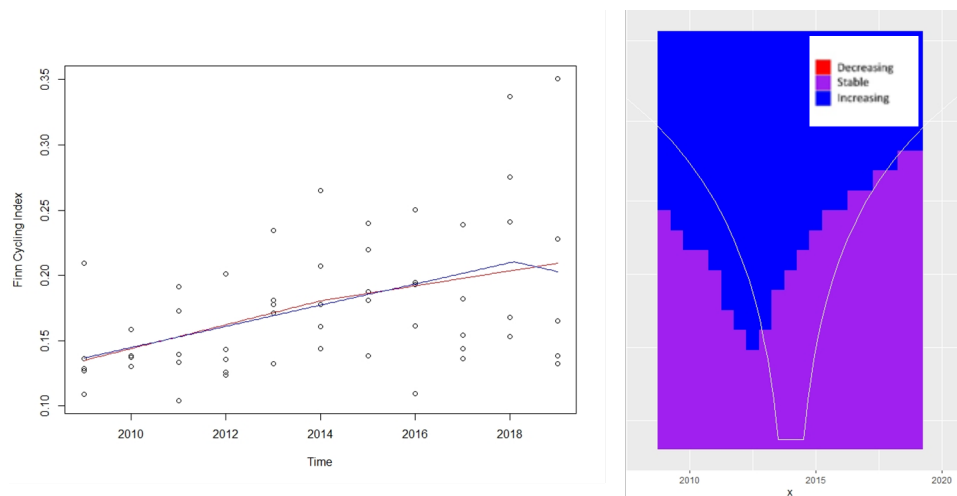 0.35
0.30
0.25
0.20
0.15
0.10
Finn Cycling Index
2010 2012 2014 2016 2018
Time
Decreasing
Stable
Increasing
2010 2015 2020
x